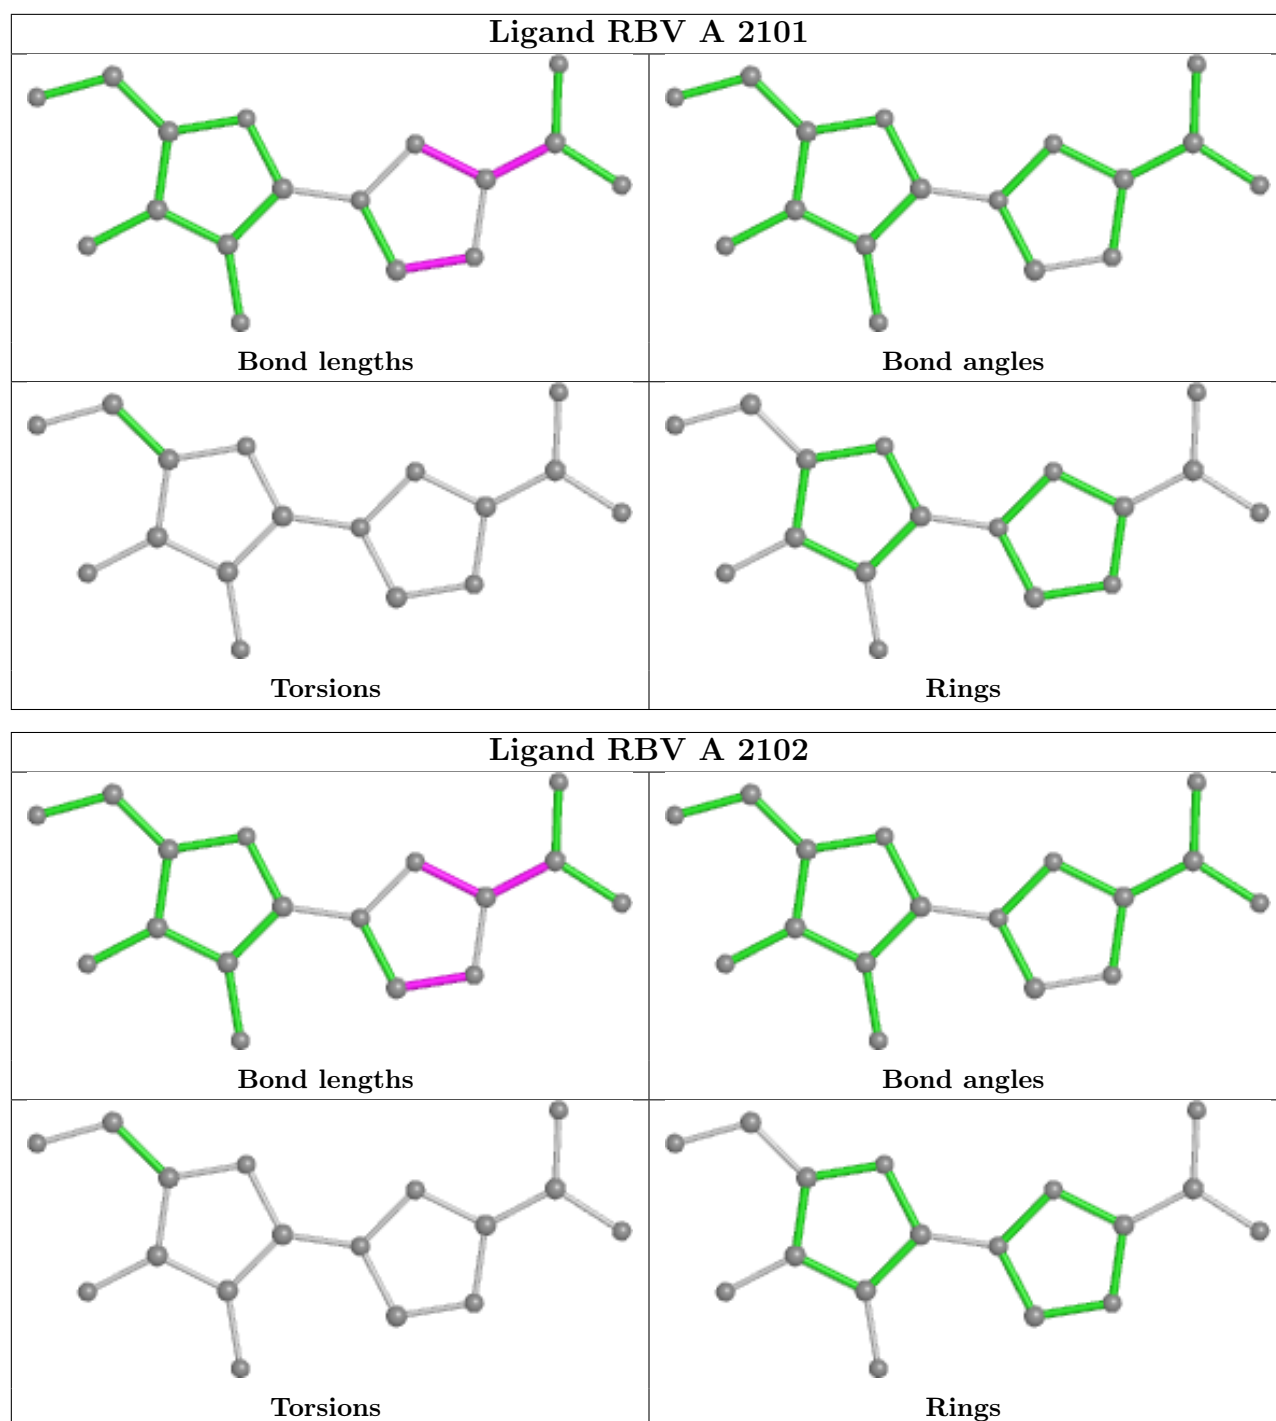 Ligand RBV A 2101
Bond lengths
Bond angles
Torsions
Rings
Ligand RBV A 2102
Bond lengths
Bond angles
Torsions
Rings